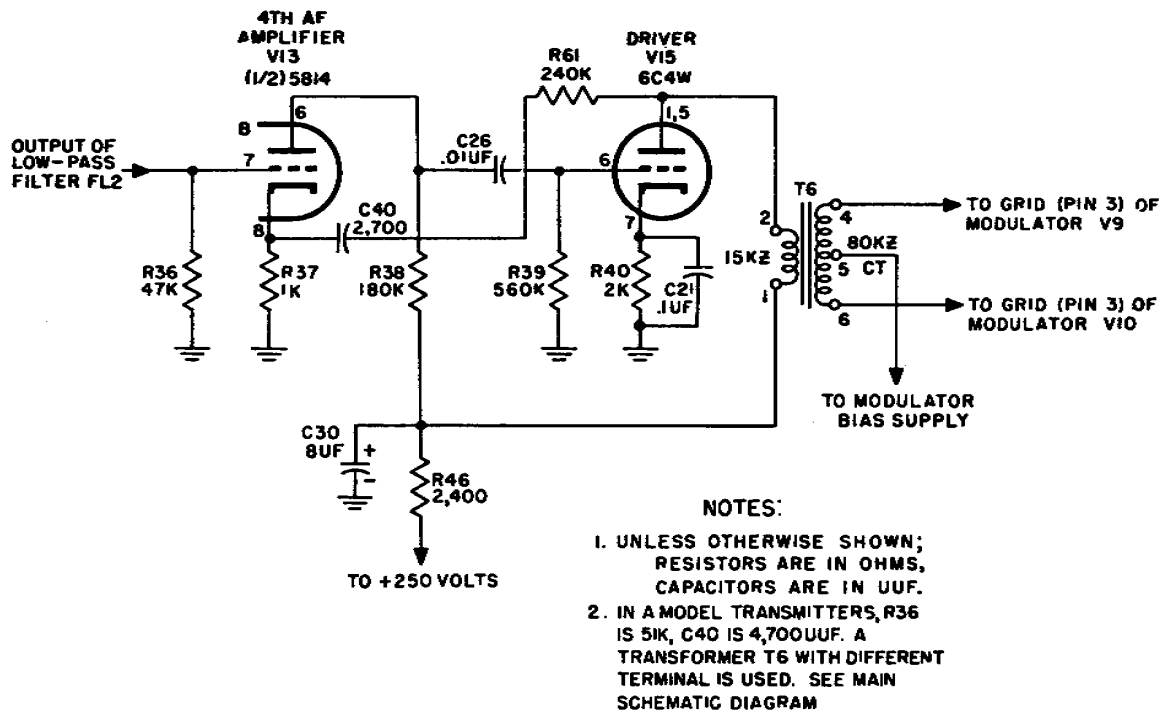 4TH AF
AMPLIFIER
V13
(1/2) 5814
DRIVER
V15
6C4W
R61
240K
6
8
7
8
OUTPUT OF
LOW-PASS
FILTER FL2
C26
.01UF
1,5
6
7
C40
2,700
T6
2
1
15KZ
4
5
6
80KZ
CT
TO GRID (PIN 3) OF
MODULATOR V9
TO GRID (PIN 3) OF
MODULATOR V10
R36
47K
R37
1K
R38
180K
R39
560K
R40
2K
C21
.1UF
TO MODULATOR
BIAS SUPPLY
C30
8UF
+
-
R46
2,400
TO +250 VOLTS
NOTES:
1. UNLESS OTHERWISE SHOWN;
RESISTORS ARE IN OHMS,
CAPACITORS ARE IN UUF.
2. IN A MODEL TRANSMITTERS, R36
IS 51K, C40 IS 4,700UUF. A
TRANSFORMER T6 WITH DIFFERENT
TERMINAL IS USED. SEE MAIN
SCHEMATIC DIAGRAM